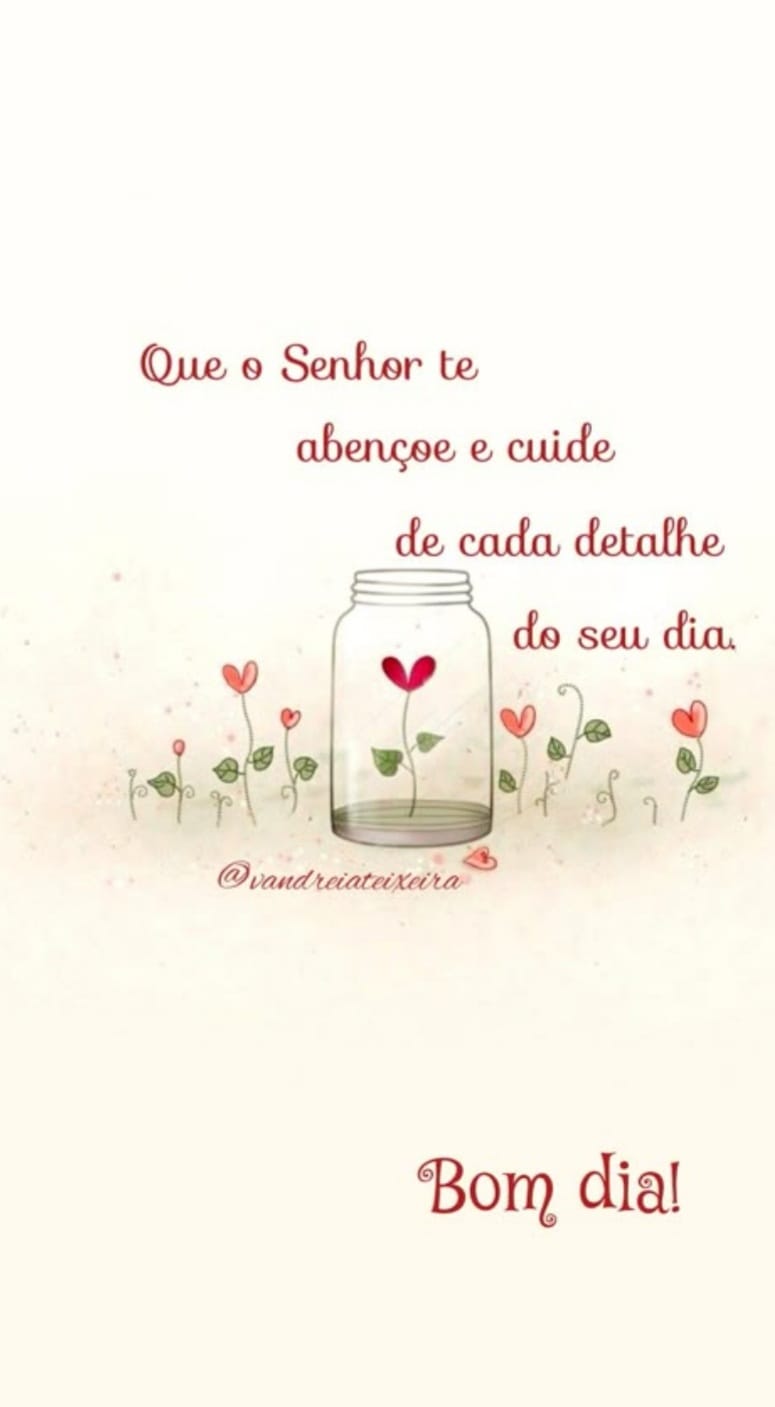 Que o Senhor te
abençoe e cuide
de cada detalhe
do seu dia.
@vandreiateixeira
Bom dia!